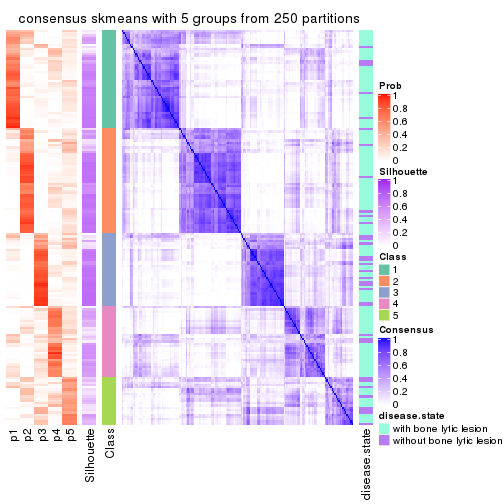 consensus skmeans with 5 groups from 250 partitions
Prob
1
0.8
0.6
0.4
0.2
0
Silhouette
1
0.8
0.6
0.4
0.2
0
Class
1
2
3
4
5
Consensus
1
0.8
0.6
0.4
0.2
0
disease.state
with bone lytic lesion
without bone lytic lesion
p1
p2
p3
p4
p5
Silhouette
Class
disease.state